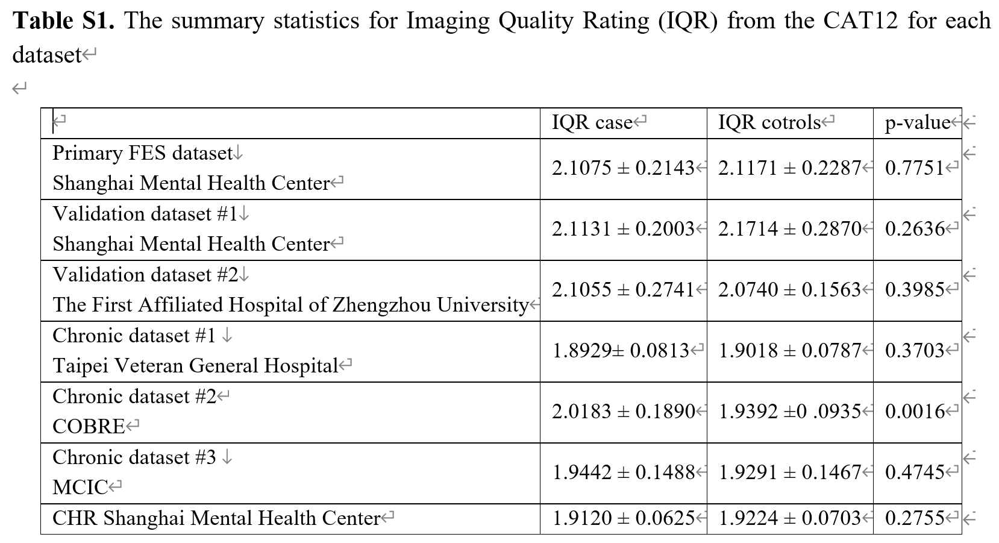 Table S1. The summary statistics for Imaging Quality Rating (IQR) from the CAT12 for each
dataset
IQR case IQR cotrols p-value
Primary FES dataset
Shanghai Mental Health Center
2.1075 ± 0.2143 2.1171 ± 0.2287 0.7751
Validation dataset #1
Shanghai Mental Health Center
2.1131 ± 0.2003 2.1714 ± 0.2870 0.2636
Validation dataset #2
The First Affiliated Hospital of Zhengzhou University
2.1055 ± 0.2741 2.0740 ± 0.1563 0.3985
Chronic dataset #1
Taipei Veteran General Hospital
1.8929± 0.0813 1.9018 ± 0.0787 0.3703
Chronic dataset #2
COBRE
2.0183 ± 0.1890 1.9392 ±0 .0935 0.0016
Chronic dataset #3
MCIC
1.9442 ± 0.1488 1.9291 ± 0.1467 0.4745
CHR Shanghai Mental Health Center 1.9120 ± 0.0625 1.9224 ± 0.0703 0.2755